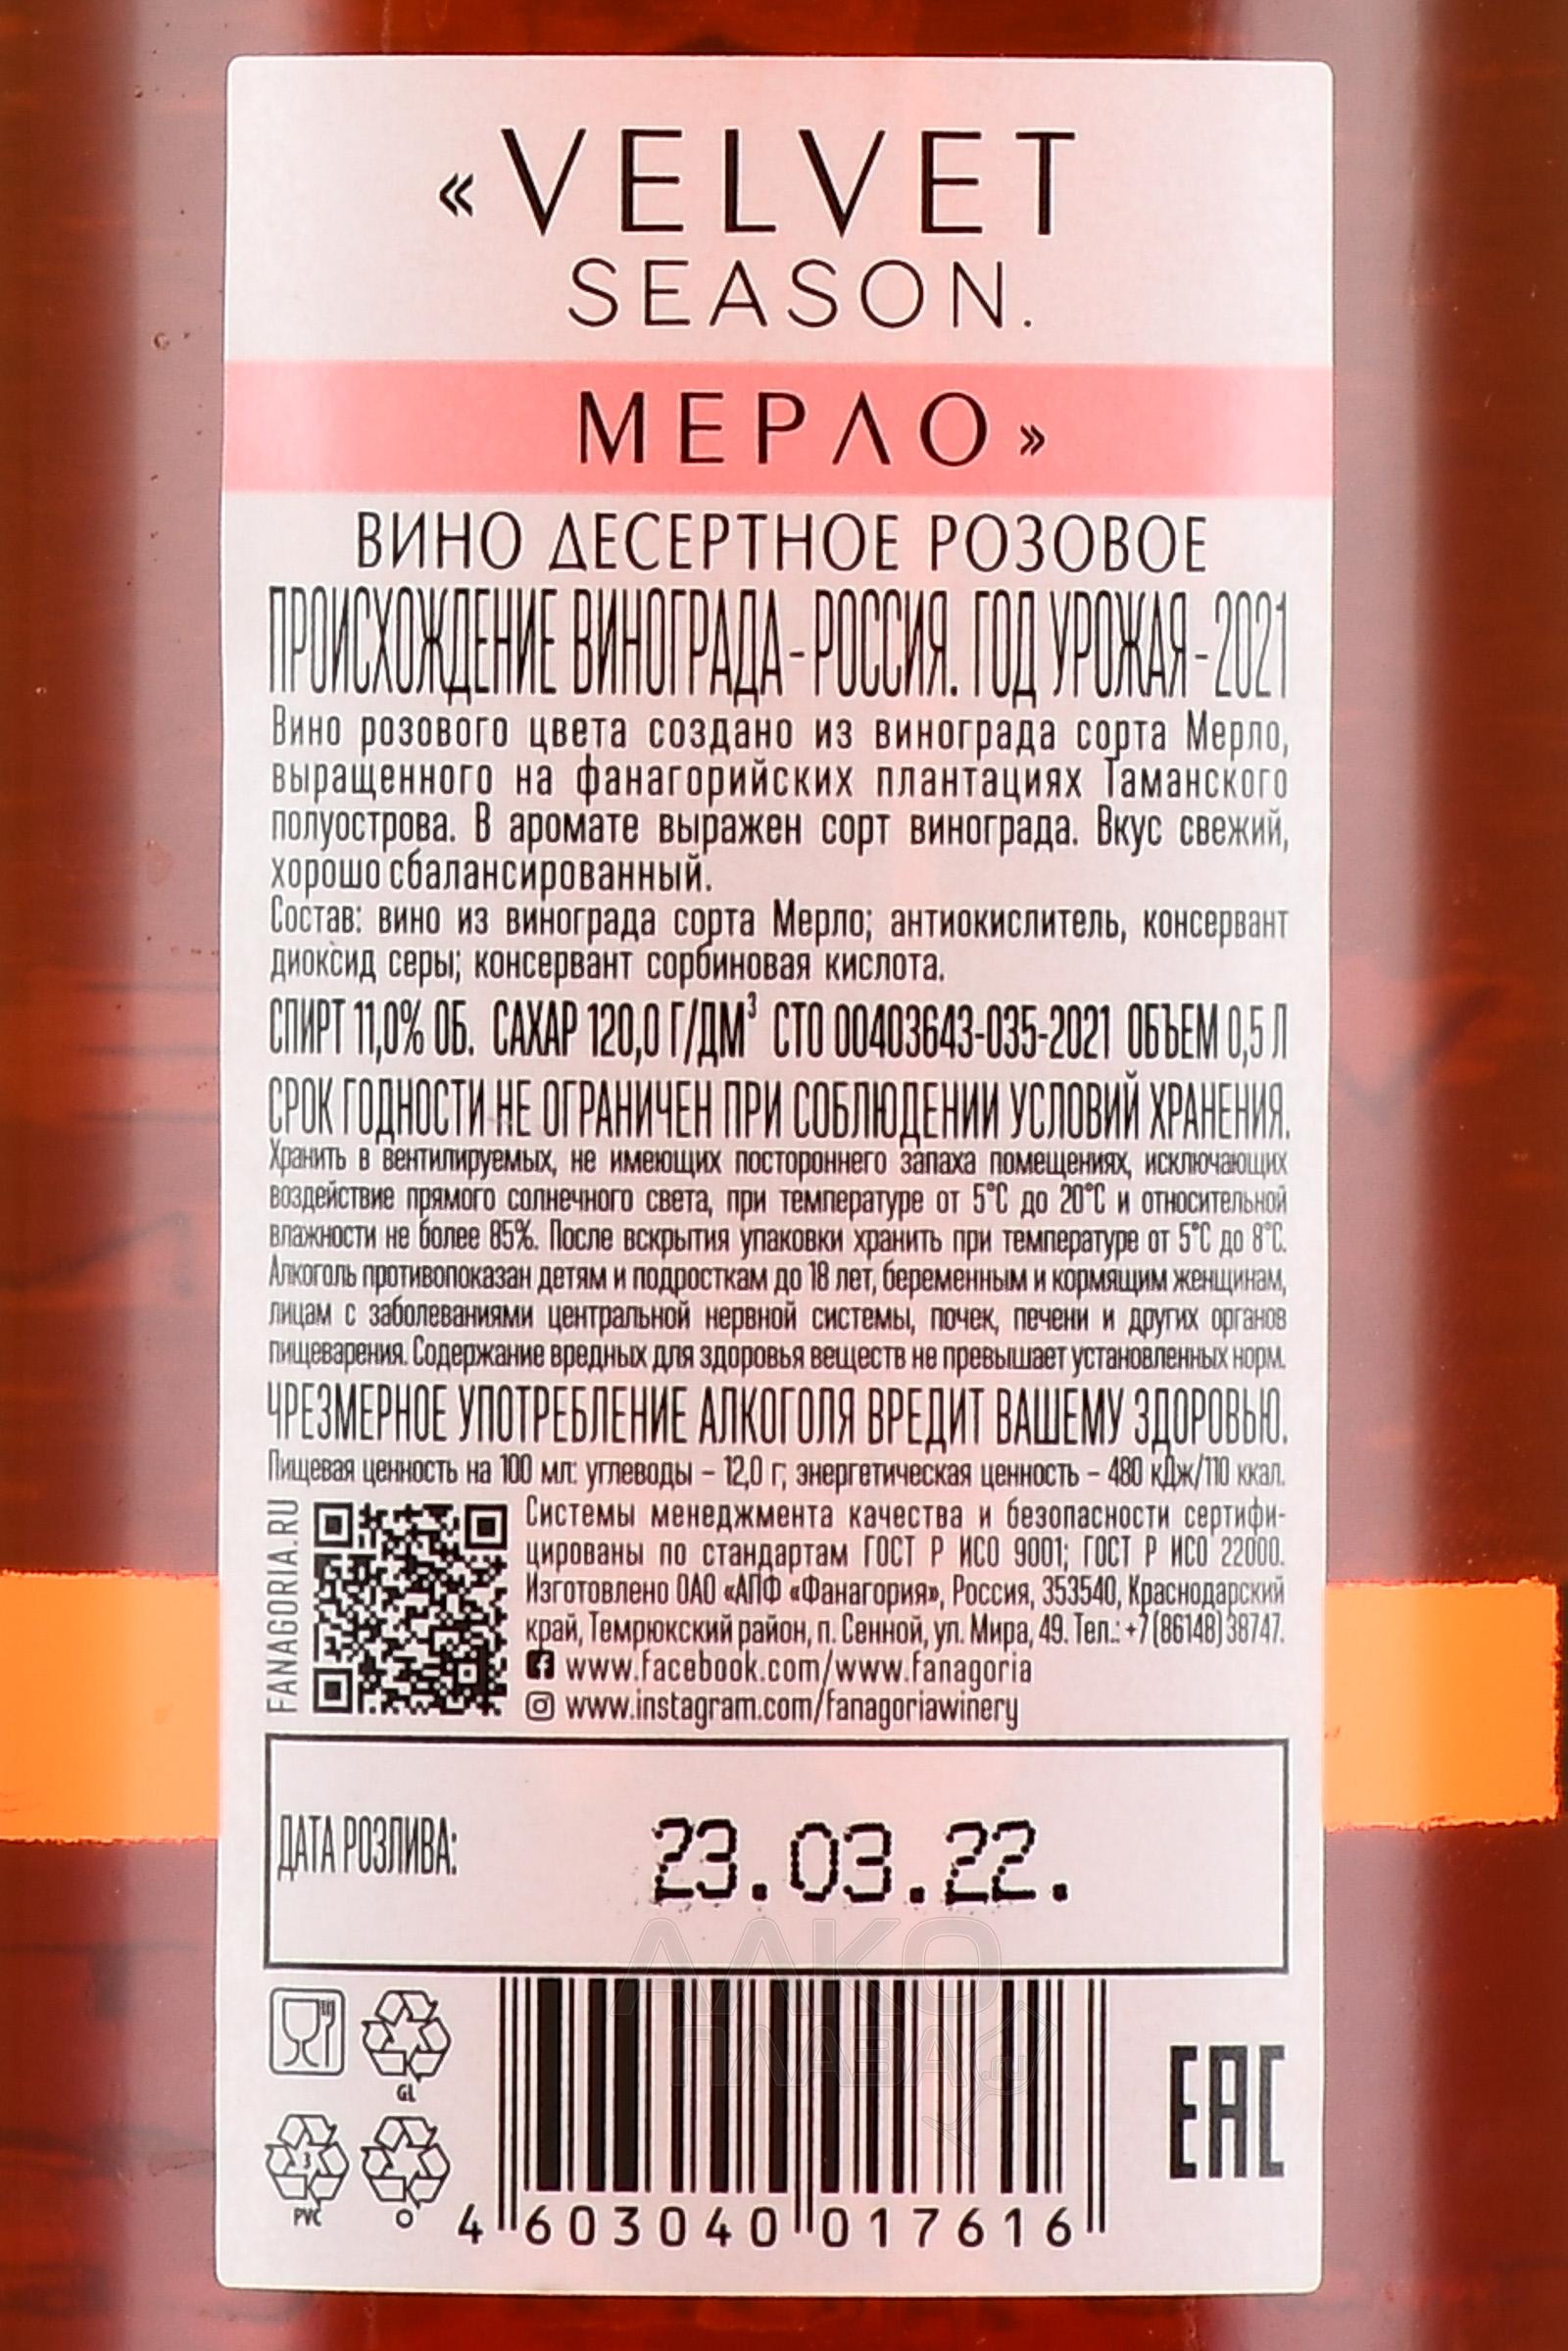 «VELVET
SEASON.
МЕРЛО»
ВИНО ДЕСЕРТНОЕ РОЗОВОЕ
ПРОИСХОЖДЕНИЕ ВИНОГРАДА - РОССИЯ. ГОД УРОЖАЯ - 2021
Вино розового цвета создано из винограда сорта Мерло,
выращенного на фанагорийских плантациях Таманского
полуострова. В аромате выражен сорт винограда. Вкус свежий,
хорошо сбалансированный.
Состав: вино из винограда сорта Мерло; антиокислитель, консервант
диоксид серы; консервант сорбиновая кислота.
СПИРТ 11,0% ОБ. САХАР 120,0 Г/ДМ³ СТО 00403643-035-2021 ОБЪЕМ 0,5 Л
СРОК ГОДНОСТИ НЕ ОГРАНИЧЕН ПРИ СОБЛЮДЕНИИ УСЛОВИЙ ХРАНЕНИЯ.
Хранить в вентилируемых, не имеющих постороннего запаха помещениях, исключающих
воздействие прямого солнечного света, при температуре от 5°С до 20°С и относительной
влажности не более 85%. После вскрытия упаковки хранить при температуре от 5°С до 8°С.
Алкоголь противопоказан детям и подросткам до 18 лет, беременным и кормящим женщинам,
лицам с заболеваниями центральной нервной системы, почек, печени и других органов
пищеварения. Содержание вредных для здоровья веществ не превышает установленных норм.
ЧРЕЗМЕРНОЕ УПОТРЕБЛЕНИЕ АЛКОГОЛЯ ВРЕДИТ ВАШЕМУ ЗДОРОВЬЮ.
Пищевая ценность на 100 мл: углеводы – 12,0 г; энергетическая ценность – 480 кДж/110 ккал.
FANAGORIA.RU
Системы менеджмента качества и безопасности сертифи-
цированы по стандартам ГОСТ Р ИСО 9001; ГОСТ Р ИСО 22000.
Изготовлено ОАО «АПФ «Фанагория», Россия, 353540, Краснодарский
край, Темрюкский район, п. Сенной, ул. Мира, 49. Тел.: +7 (86148) 38747.
www.facebook.com/www.fanagoria
www.instagram.com/fanagoriawinery
ДАТА РОЗЛИВА:
23.03.22.
АЛКО
ПЛАЗА.ru
GL
3
PVC
O
4 603040 017616
EAC